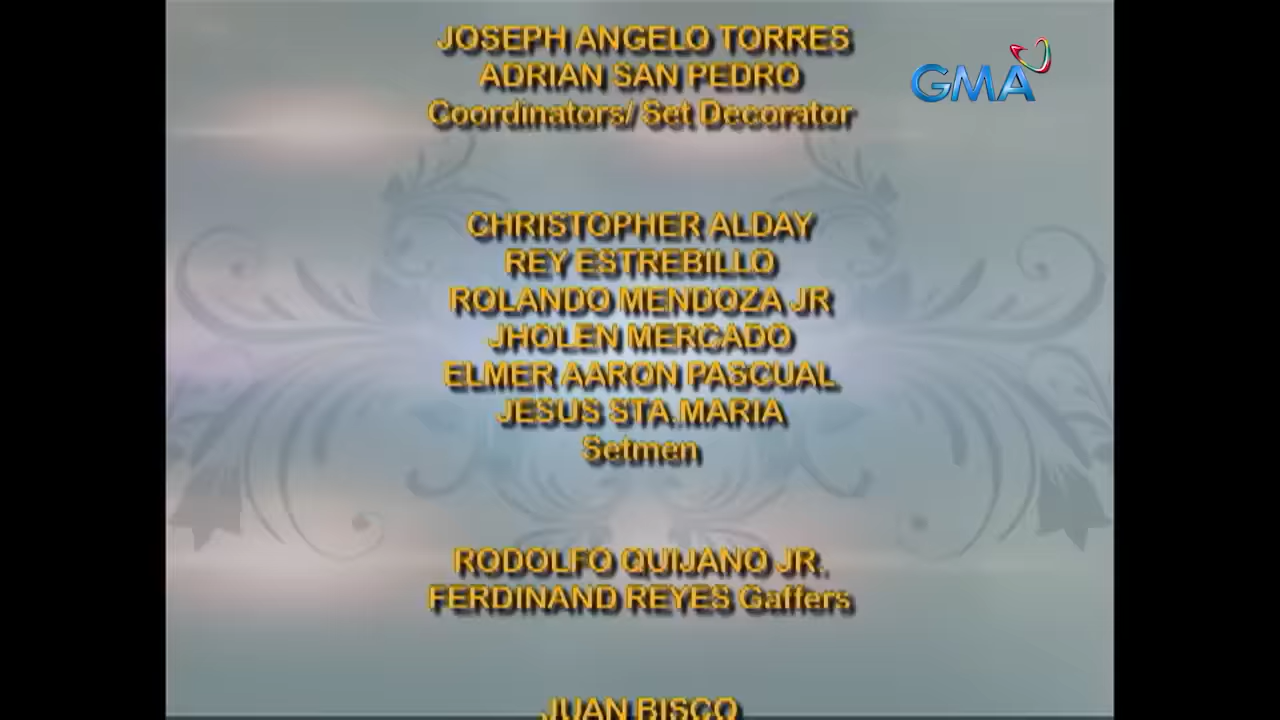 JOSEPH ANGELO TORRES
GMA
ADRIAN SAN PEDRO
Coordinators/ Set Decorator
CHRISTOPHER ALDAY
REY ESTREBILLO
ROLANDO MENDOZA JR
JHOLEN MERCADO
ELMER AARON PASCUAL
JESUS STA.MARIA
Setmen
RODOLFO QUIJANO JR.
FERDINAND REYES Gaffers
JUAN BISCO